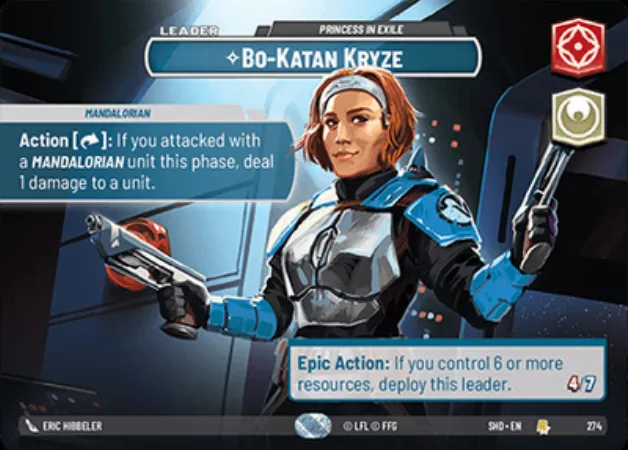 LEADER
PRINCESS IN EXILE
BO-KATAN KRYZE
MANDALORIAN
Action [ ]: If you attacked with
a MANDALORIAN unit this phase, deal
1 damage to a unit.
Epic Action: If you control 6 or more
resources, deploy this leader.
4/7
ERIC HIBBELER
© LFL © FFG
SHD • EN
274